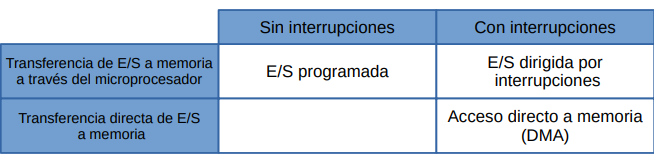 Sin interrupciones
Con interrupciones
Transferencia de E/S a memoria
a través del microprocesador
E/S programada
E/S dirigida por
interrupciones
Transferencia directa de E/S
a memoria
Acceso directo a memoria
(DMA)